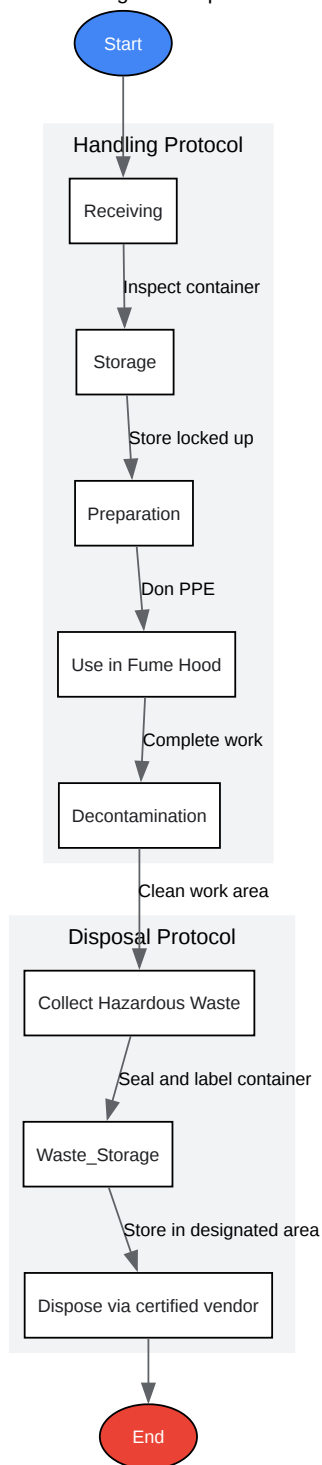 Start
Handling Protocol
Receiving
Inspect container
Storage
Store locked up
Preparation
Don PPE
Use in Fume Hood
Complete work
Decontamination
Clean work area
Disposal Protocol
Collect Hazardous Waste
Seal and label container
Waste_Storage
Store in designated area
Dispose via certified vendor
End